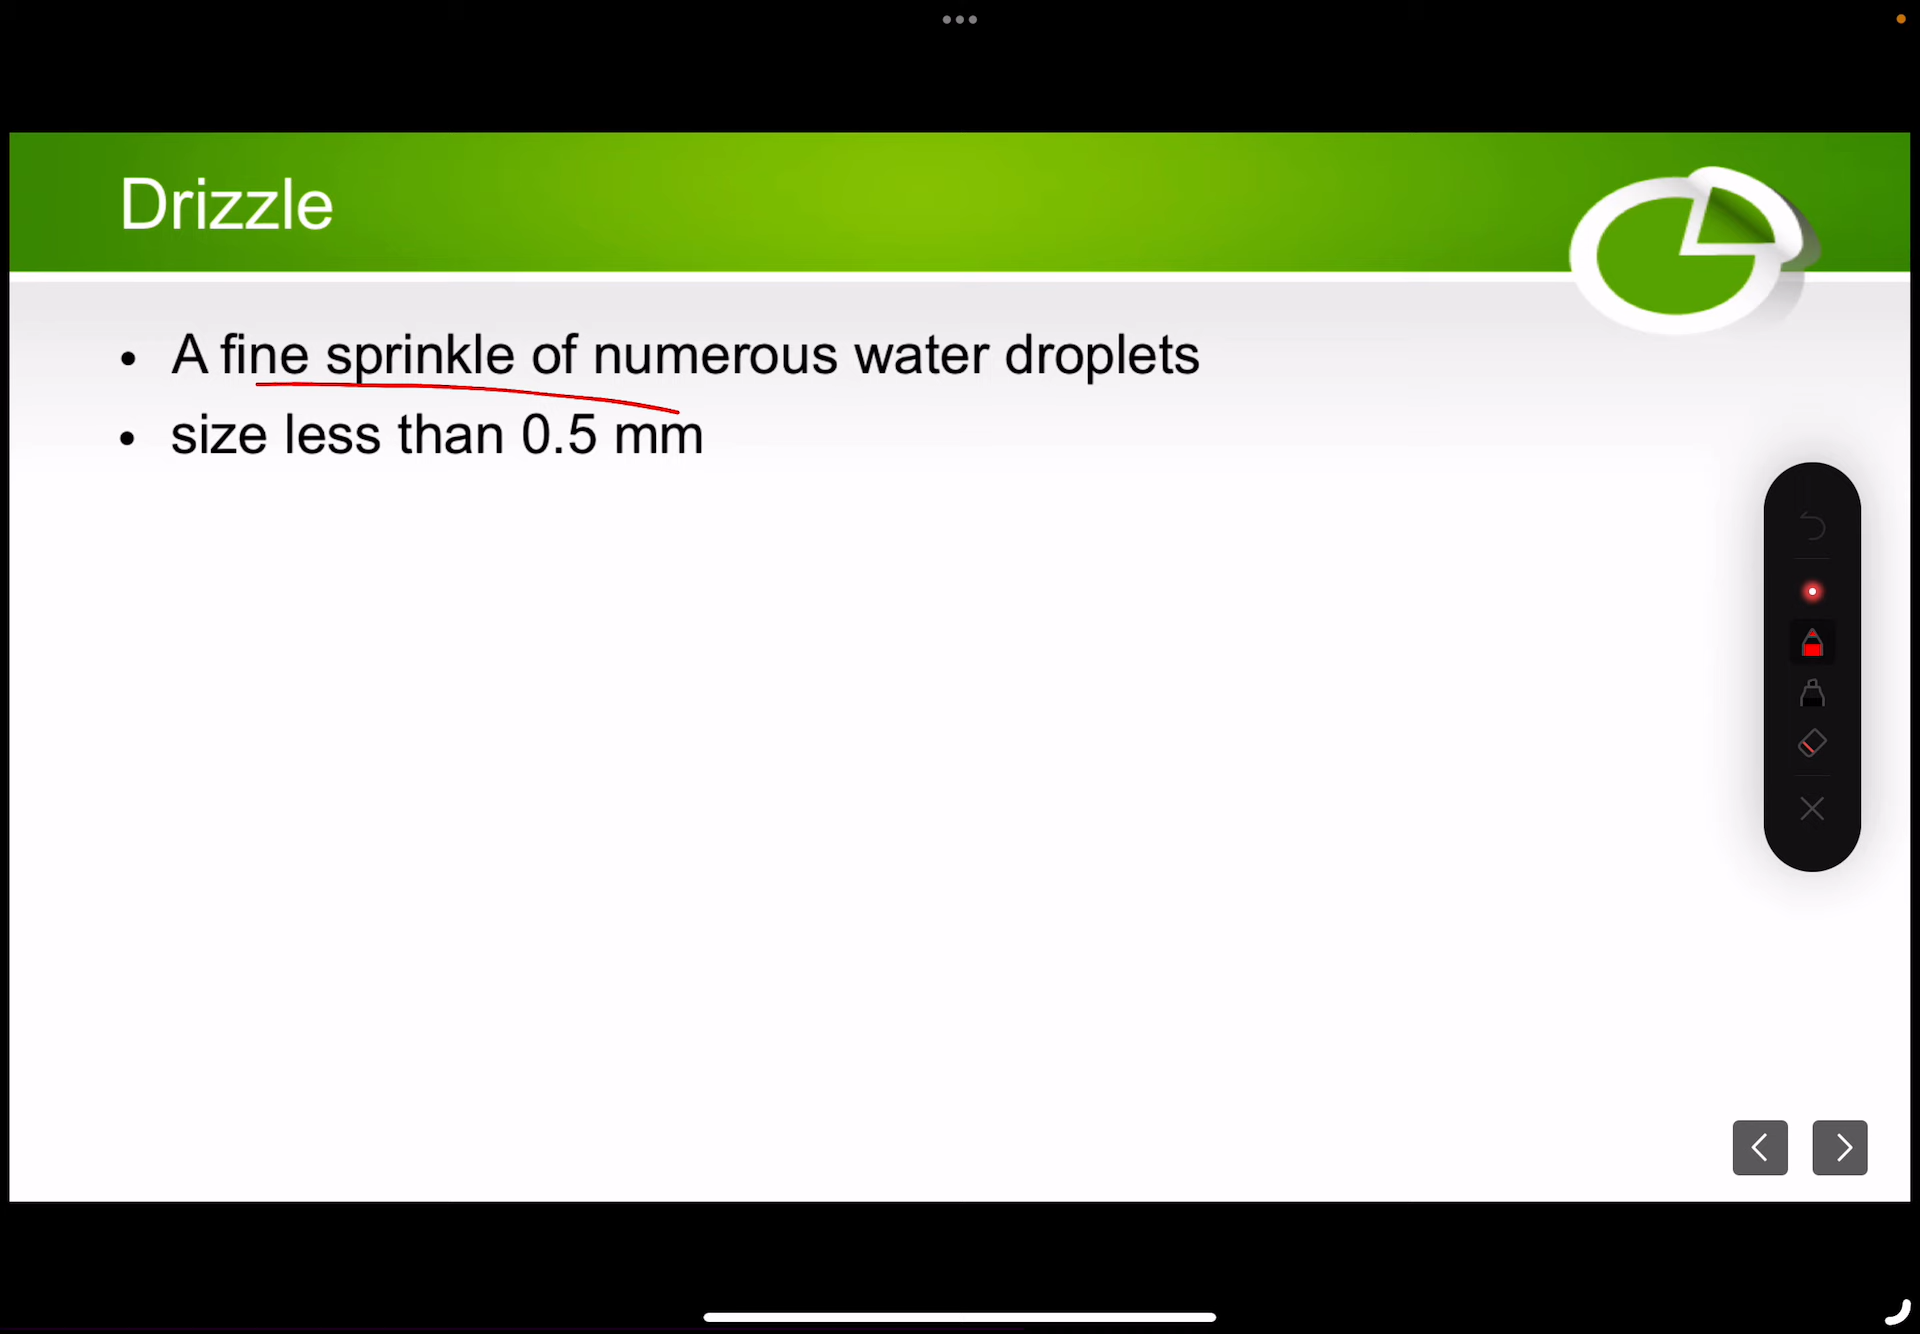 Drizzle
• A fine sprinkle of numerous water droplets
• size less than 0.5 mm